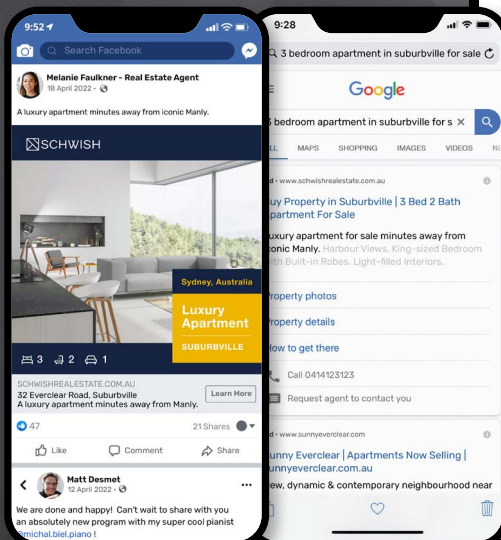 9:52
Search Facebook
Melanie Faulkner - Real Estate Agent
18 April 2022 ·
A luxury apartment minutes away from iconic Manly.
SCHWISH
Sydney, Australia
Luxury
Apartment
SUBURBVILLE
3 2 1
SCHWISHREALESTATE.COM.AU
32 Everclear Road, Suburbville
A luxury apartment minutes away from Manly.
Learn More
47
21 Shares
Like Comment Share
Matt Desmet
12 April 2022 ·
We are done and happy! Can't wait to share with you
an absolutely new program with my super cool pianist
@michal.biel.piano !
9:28
3 bedroom apartment in suburbville for sale
Google
3 bedroom apartment in suburbville for s
ALL MAPS SHOPPING IMAGES VIDEOS
· www.schwishrealestate.com.au
Buy Property in Suburbville | 3 Bed 2 Bath
Apartment For Sale
Luxury apartment for sale minutes away from
iconic Manly. Harbour Views. King-sized Bedroom
with Built-in Robes. Light-filled Interiors.
Property photos
Property details
How to get there
Call 0414123123
Request agent to contact you
· www.sunnyeverclear.com
Sunny Everclear | Apartments Now Selling |
sunnyeverclear.com.au
New, dynamic & contemporary neighbourhood near